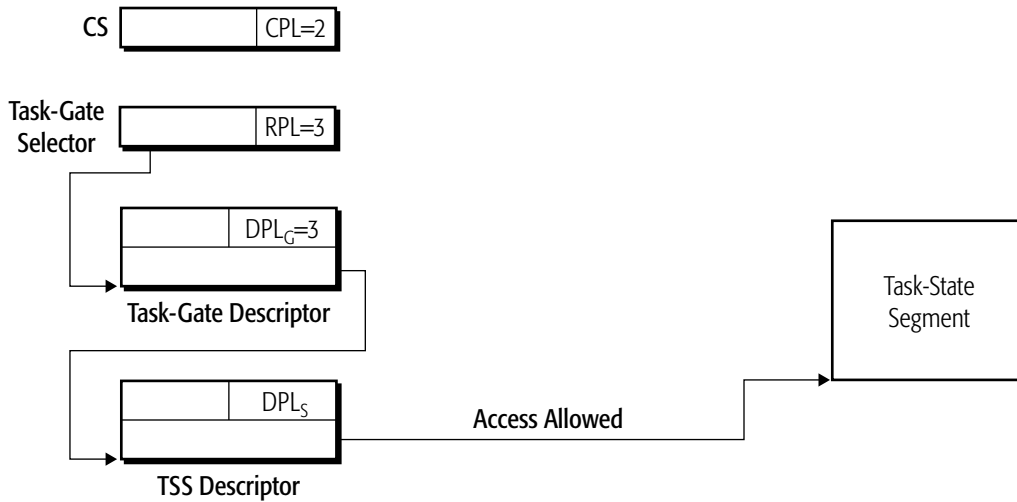 CS
CPL=2
Task-Gate
Selector
RPL=3
DPLG=3
Task-Gate Descriptor
Task-State
Segment
DPLS
Access Allowed
TSS Descriptor